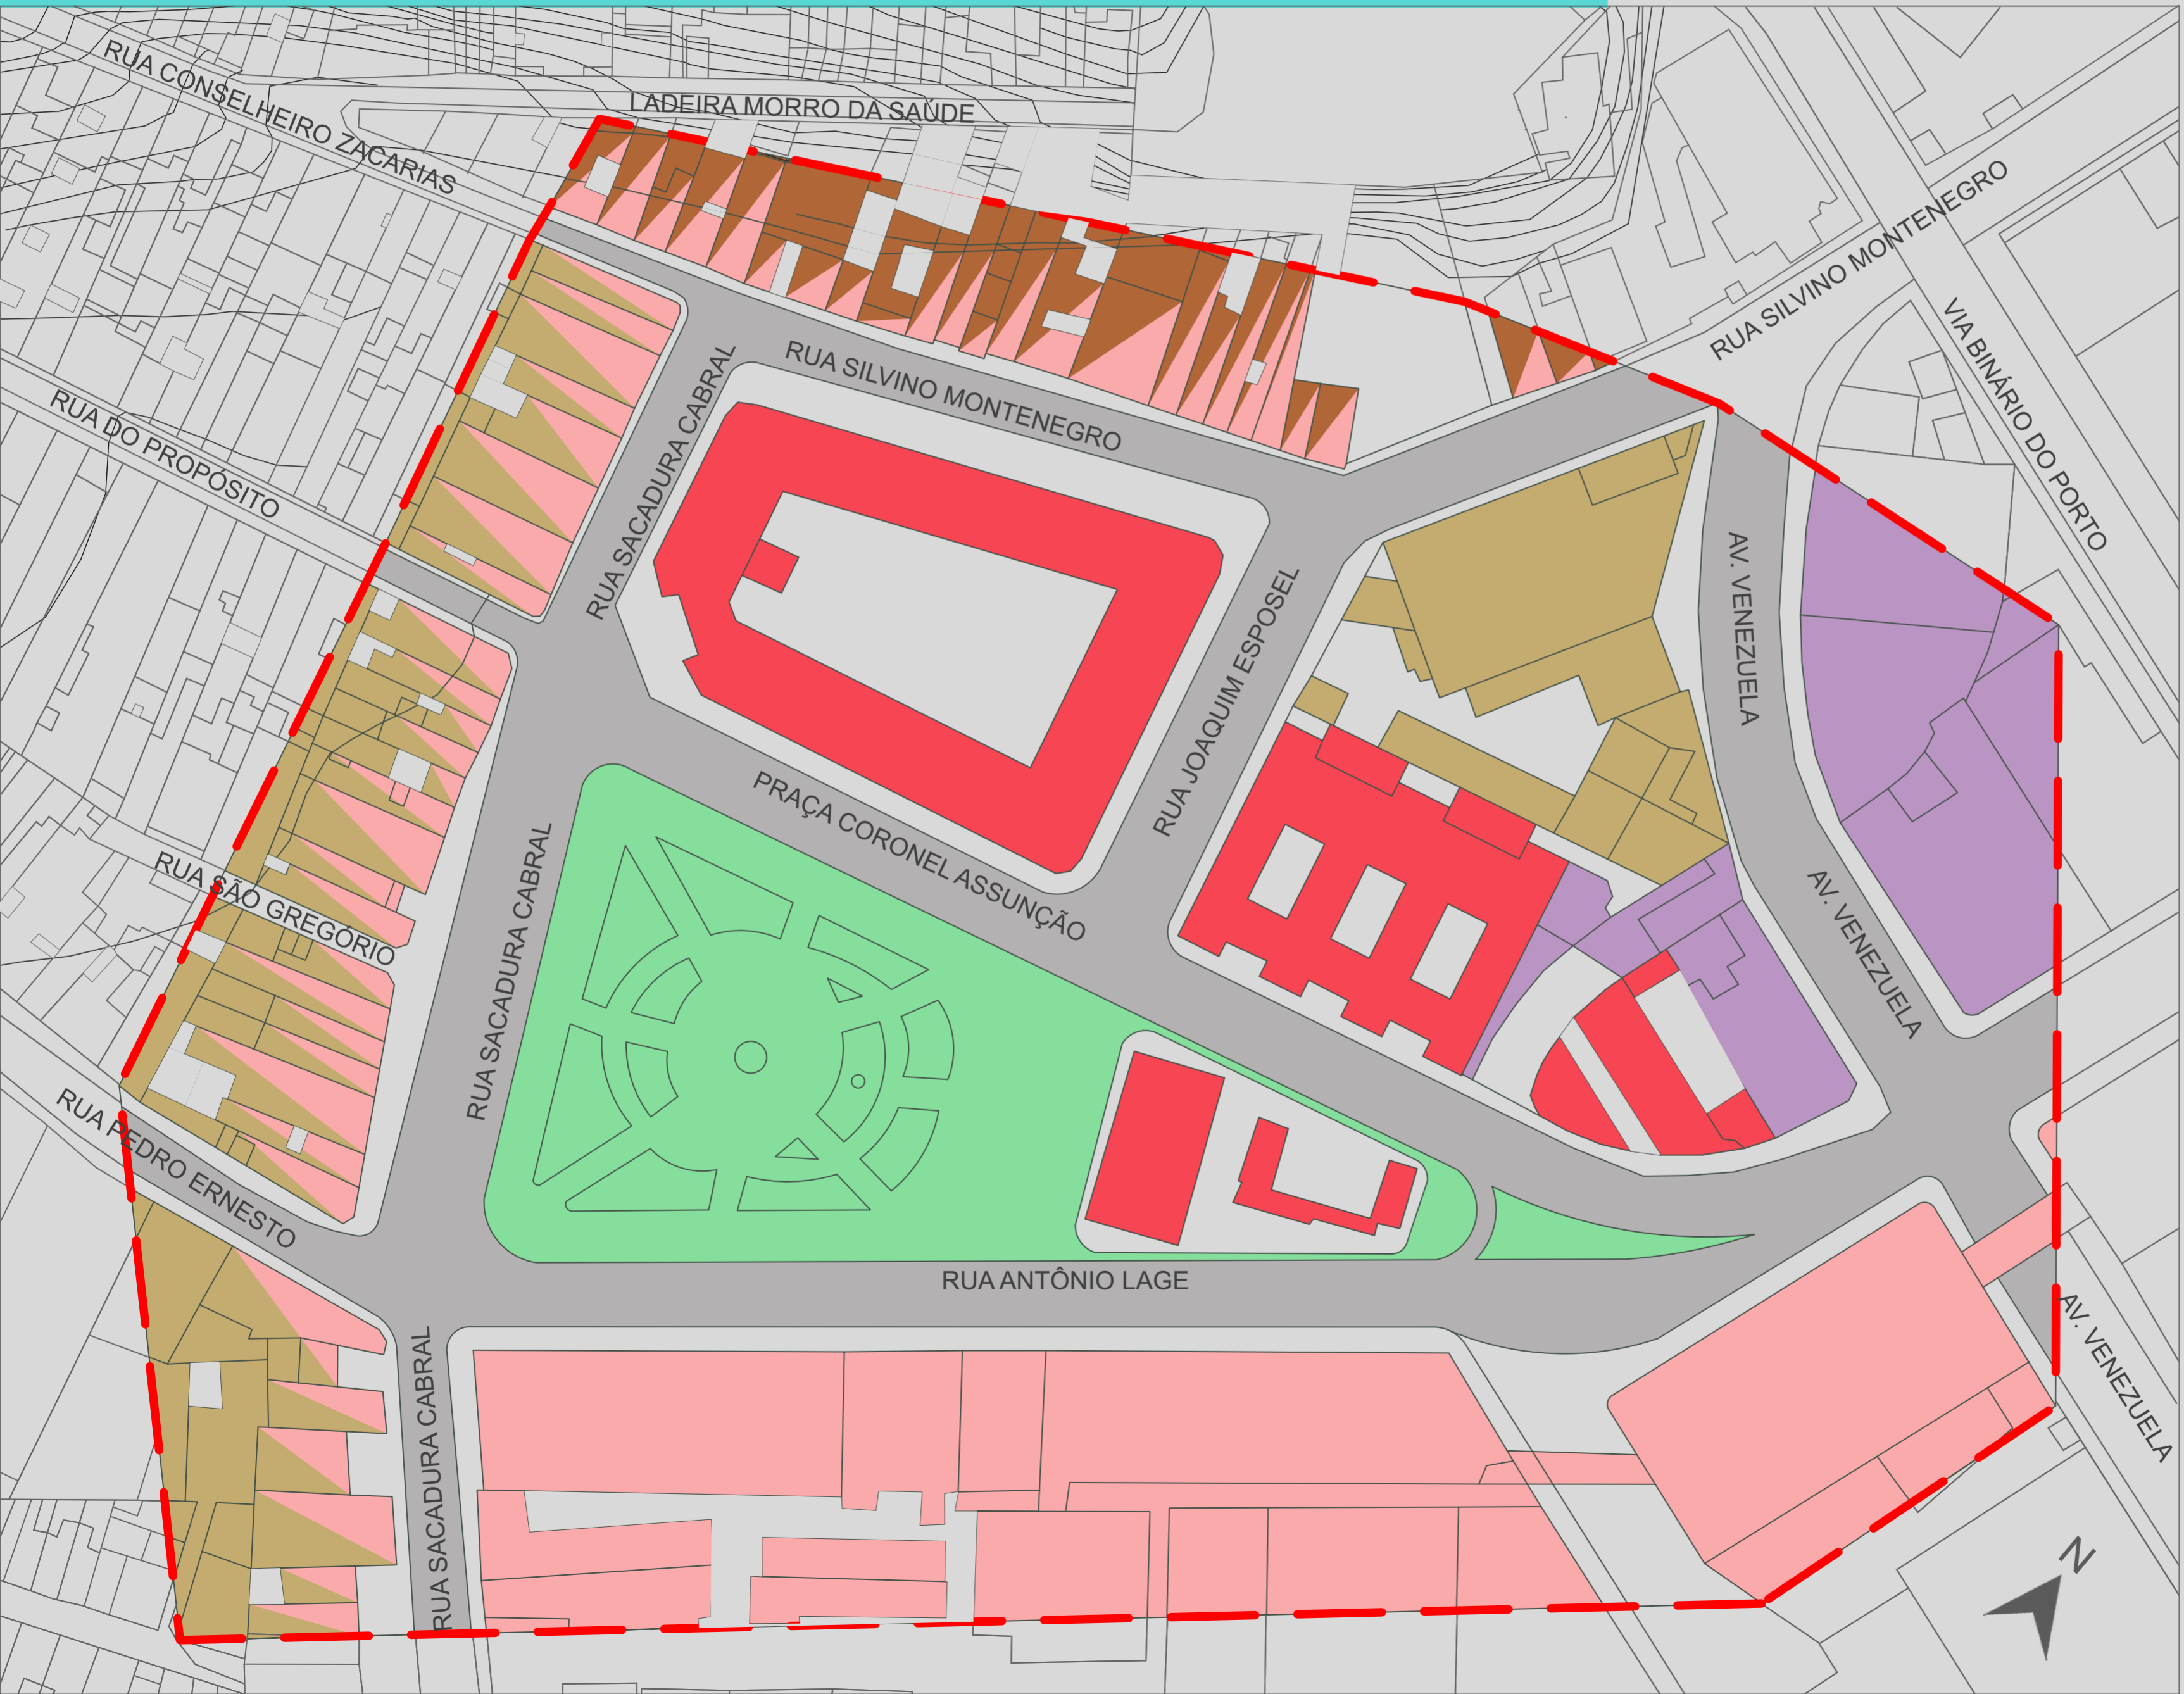 RUA CONSELHEIRO ZACARIAS
LADEIRA MORRO DA SAÚDE
RUA SILVINO MONTENEGRO
VIA BINÁRIO DO PORTO
RUA DO PROPÓSITO
RUA SACADURA CABRAL
RUA SILVINO MONTENEGRO
RUA JOAQUIM ESPOSEL
AV. VENEZUELA
PRAÇA CORONEL ASSUNÇÃO
RUA SÃO GREGÓRIO
RUA SACADURA CABRAL
AV. VENEZUELA
RUA PEDRO ERNESTO
RUA ANTÔNIO LAGE
RUA SACADURA CABRAL
AV. VENEZUELA
N